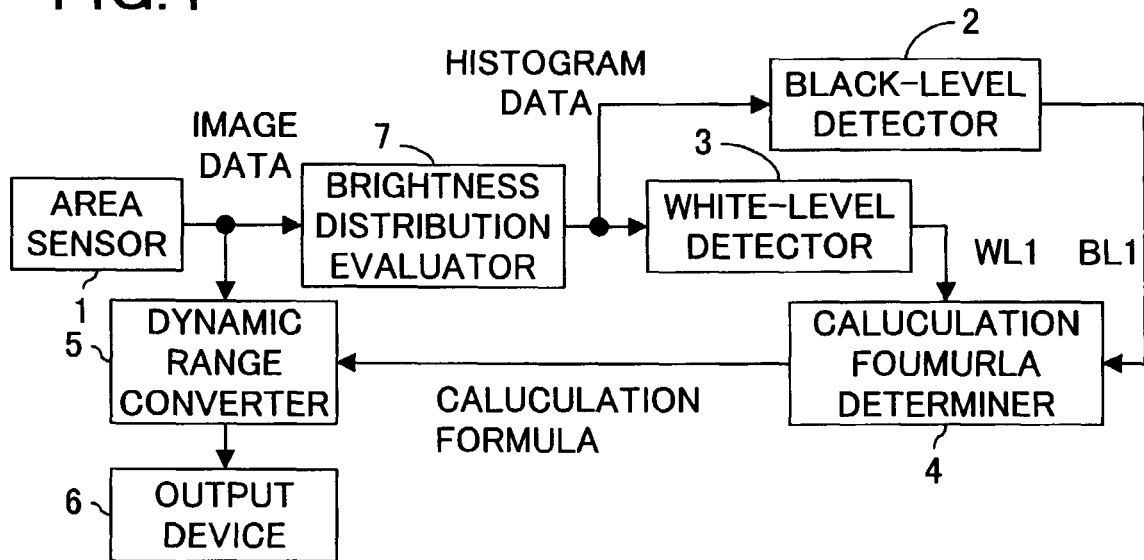 FIG. 1
HISTOGRAM
DATA
2
BLACK-LEVEL
DETECTOR
IMAGE
DATA
7
BRIGHTNESS
DISTRIBUTION
EVALUATOR
3
WHITE-LEVEL
DETECTOR
AREA
SENSOR
1
WL1
BL1
5
DYNAMIC
RANGE
CONVERTER
CALUCULATION
FOUMURLA
DETERMINER
4
CALUCULATION
FORMULA
6
OUTPUT
DEVICE